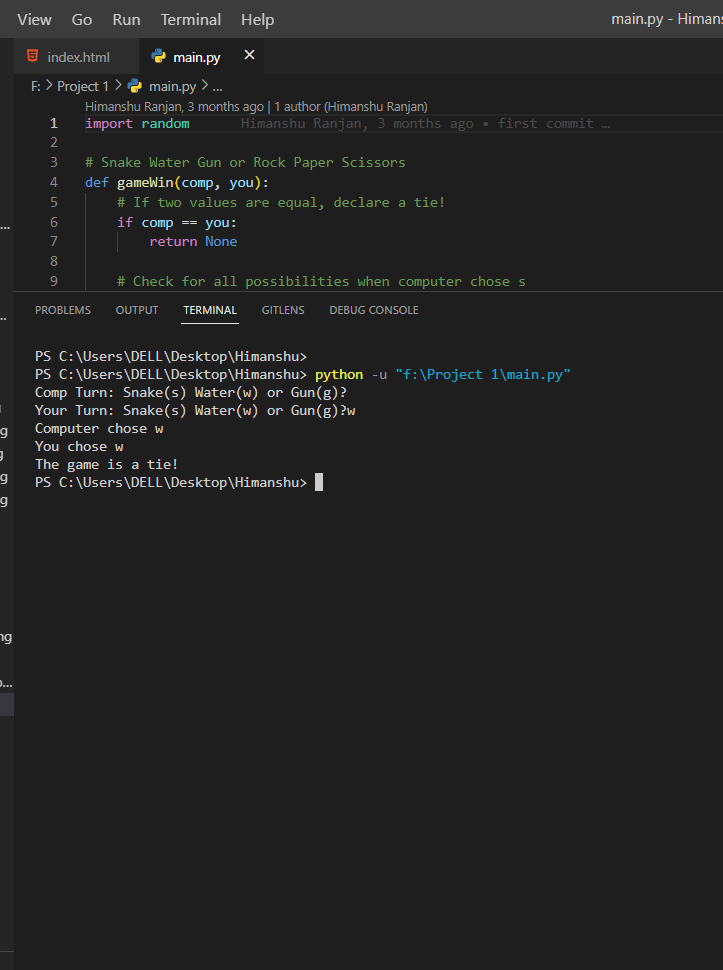 View Go Run Terminal Help main.py - Himans
index.html main.py
F: > Project 1 > main.py > ...
Himanshu Ranjan, 3 months ago | 1 author (Himanshu Ranjan)
1 import random Himanshu Ranjan, 3 months ago • first commit …
2
3 # Snake Water Gun or Rock Paper Scissors
4 def gameWin(comp, you):
5 # If two values are equal, declare a tie!
6 if comp == you:
7 return None
8
9 # Check for all possibilities when computer chose s
PROBLEMS OUTPUT TERMINAL GITLENS DEBUG CONSOLE
PS C:\Users\DELL\Desktop\Himanshu>
PS C:\Users\DELL\Desktop\Himanshu> python -u "f:\Project 1\main.py"
Comp Turn: Snake(s) Water(w) or Gun(g)?
Your Turn: Snake(s) Water(w) or Gun(g)?w
Computer chose w
You chose w
The game is a tie!
PS C:\Users\DELL\Desktop\Himanshu>